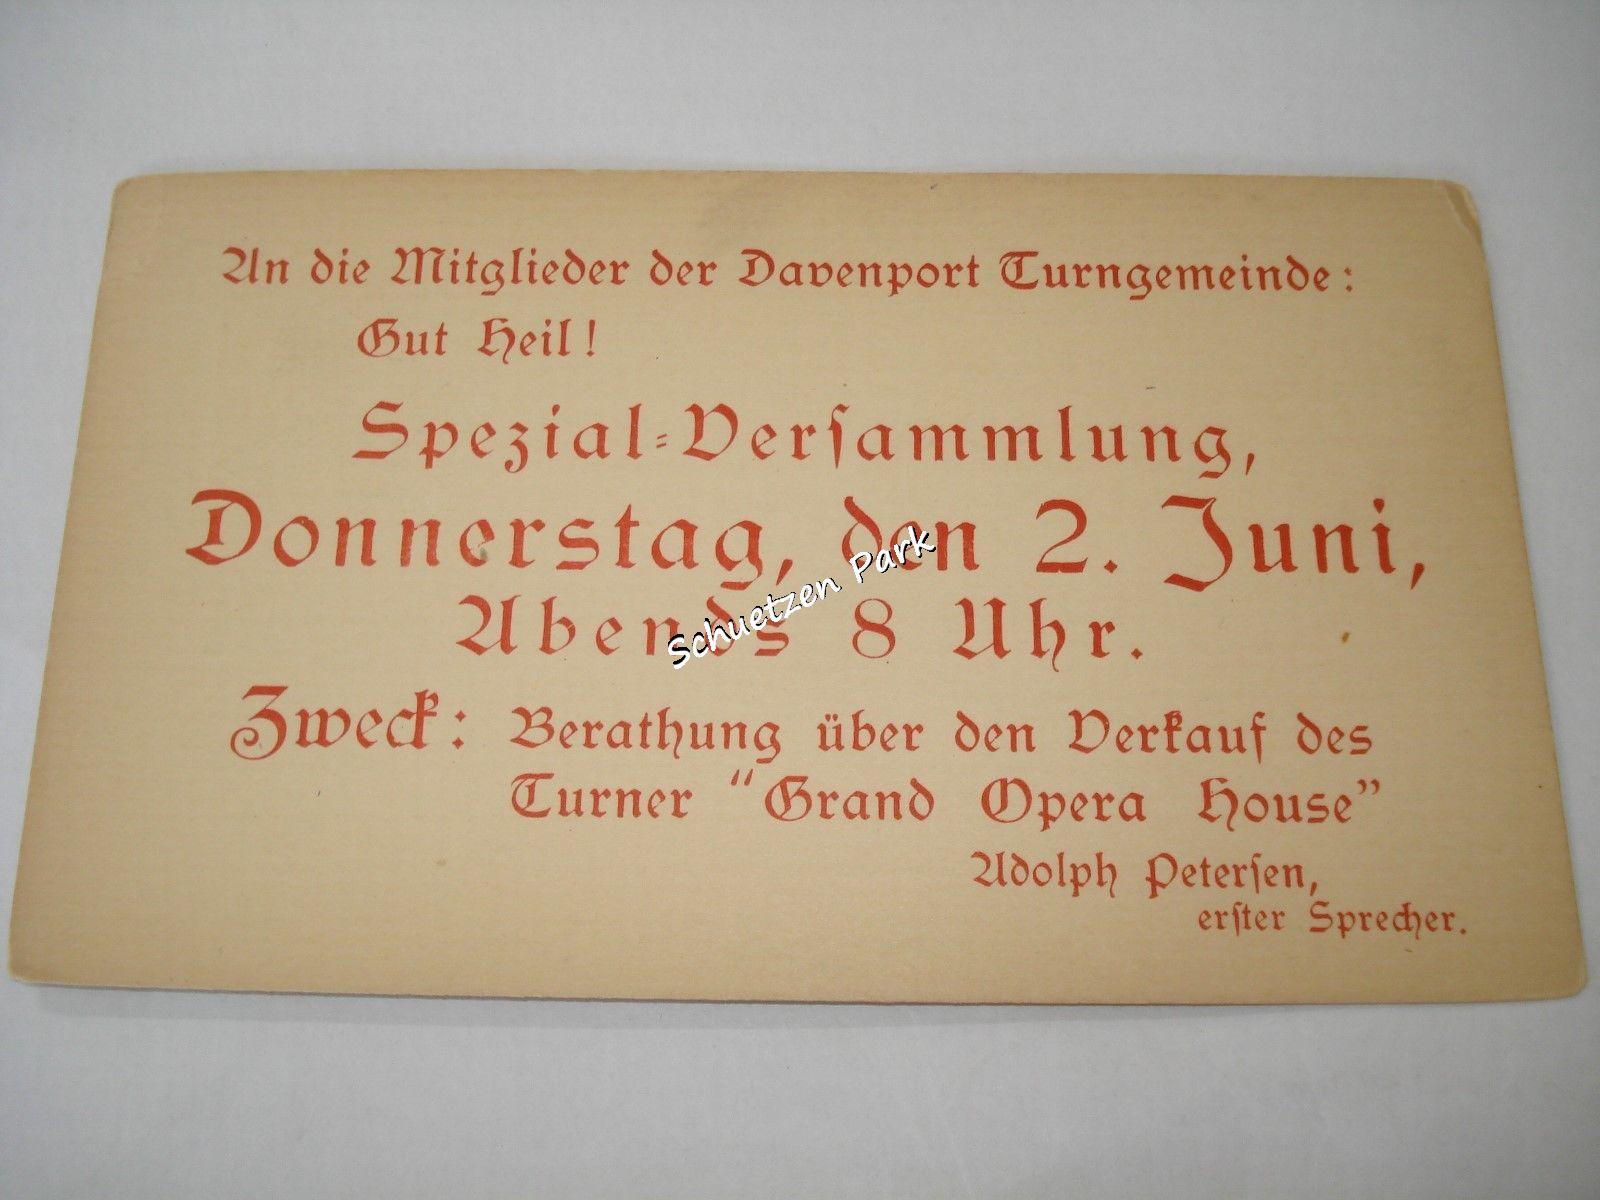 An die Mitglieder der Davenport Turngemeinde:
Gut Heil!
Spezial=Verſammlung,
Donnerstag, den 2. Juni,
Abends 8 Uhr.
Zweck: Berathung über den Verkauf des
Turner "Grand Opera House"
Adolph Peterſen,
erſter Sprecher.
Schuetzen Park